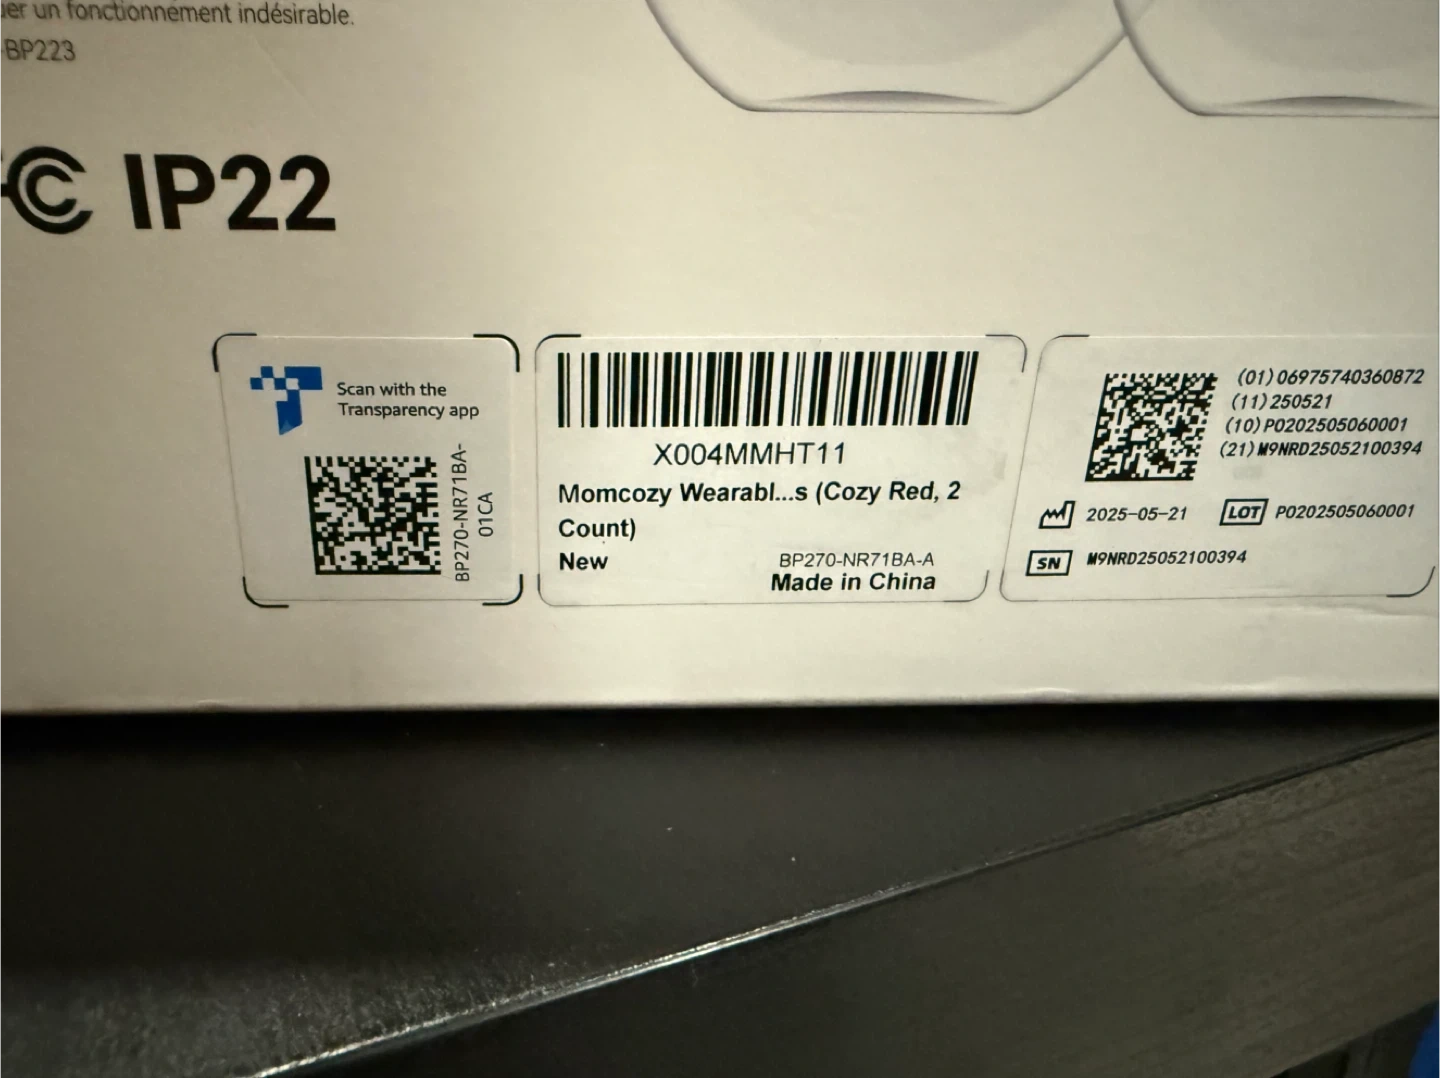 un fonctionnement indésirable.
-BP223
IP22
Scan with the
Transparency app
BP270-NR71BA-
01CA
X004MMHT11
Momcozy Wearabl...s (Cozy Red, 2
Count)
New
BP270-NR71BA-A
Made in China
(01)06975740360872
(11)250521
(10)P0202505060001
(21)M9NRD25052100394
2025-05-21
LOT P0202505060001
SN M9NRD25052100394